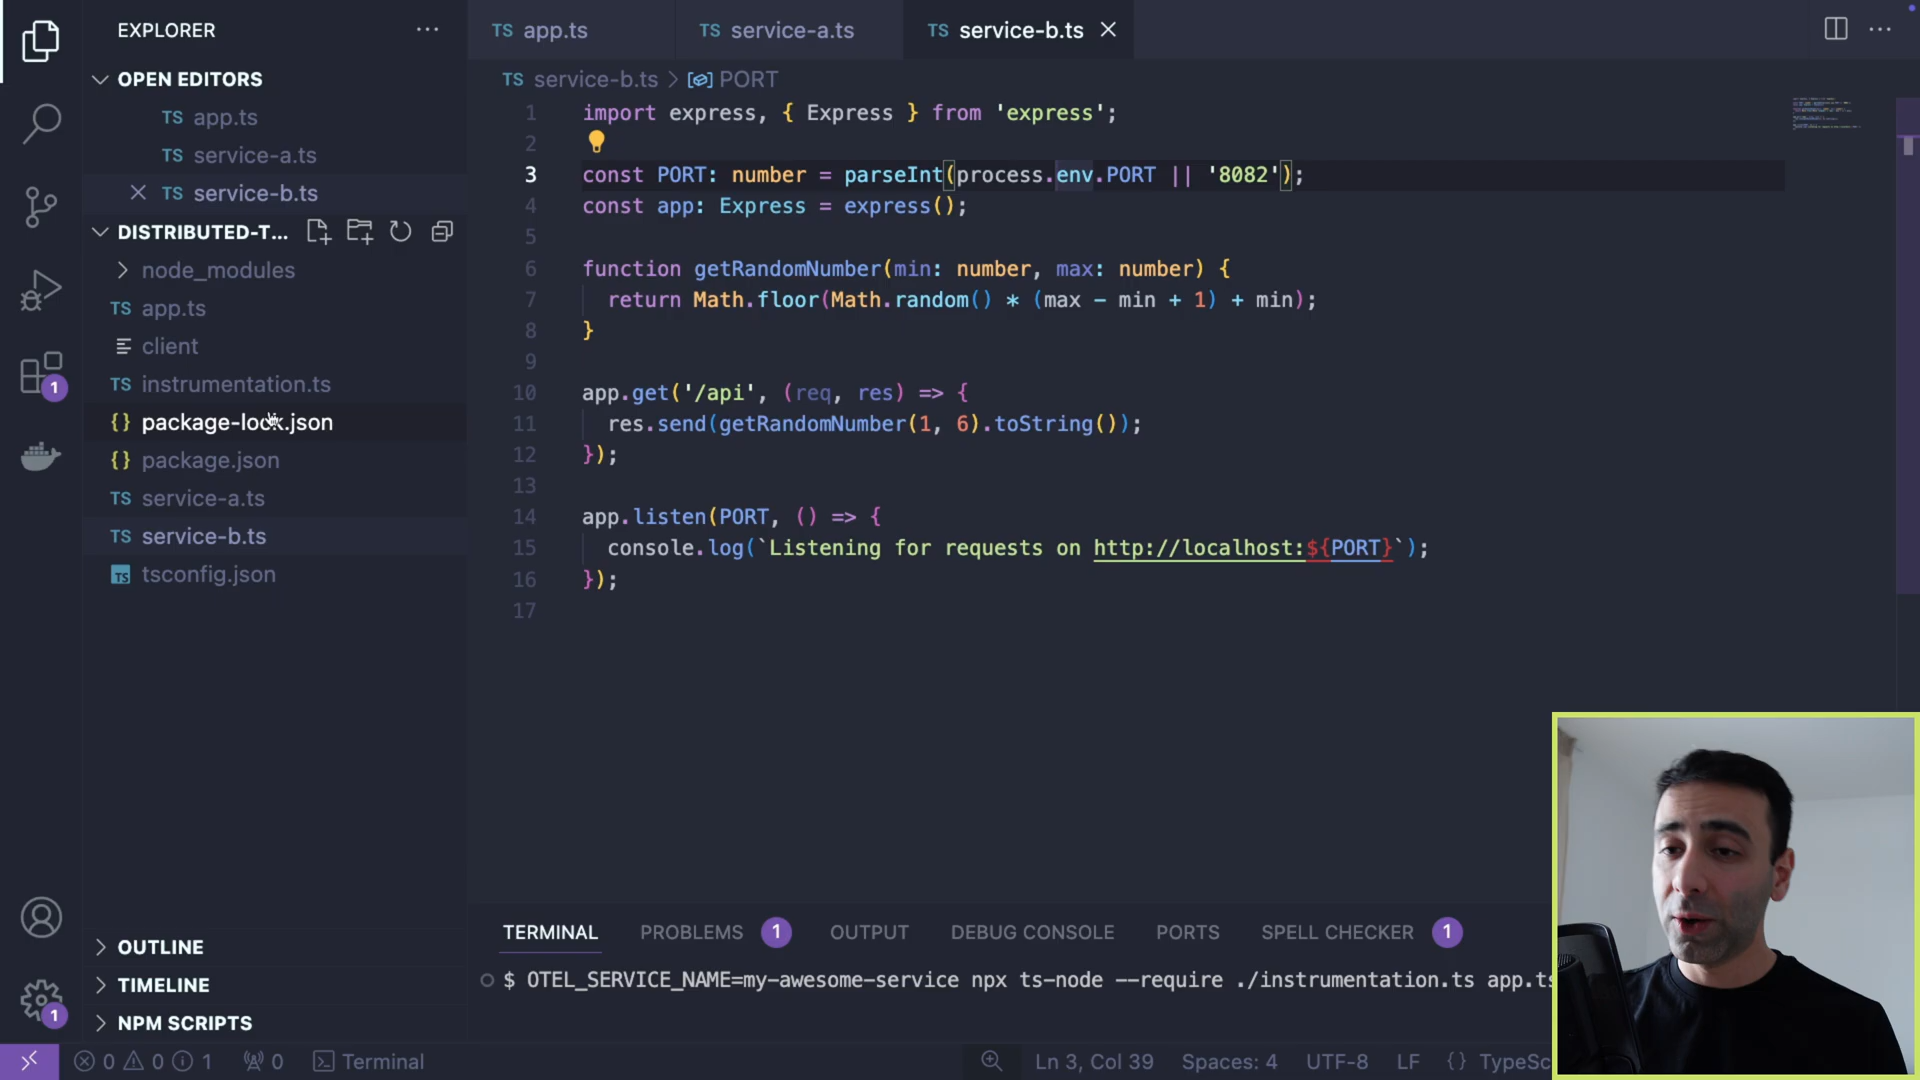 EXPLORER
OPEN EDITORS
TS app.ts
TS service-a.ts
TS service-b.ts
DISTRIBUTED-T...
node_modules
TS app.ts
client
TS instrumentation.ts
{} package-lock.json
{} package.json
TS service-a.ts
TS service-b.ts
TS tsconfig.json
OUTLINE
TIMELINE
NPM SCRIPTS
1
1
TS app.ts
TS service-a.ts
TS service-b.ts
TS service-b.ts > PORT
1 import express, { Express } from 'express';
2
3 const PORT: number = parseInt(process.env.PORT || '8082');
4 const app: Express = express();
5
6 function getRandomNumber(min: number, max: number) {
7 return Math.floor(Math.random() * (max - min + 1) + min);
8 }
9
10 app.get('/api', (req, res) => {
11 res.send(getRandomNumber(1, 6).toString());
12 });
13
14 app.listen(PORT, () => {
15 console.log(`Listening for requests on http://localhost:${PORT}`);
16 });
17
TERMINAL PROBLEMS 1 OUTPUT DEBUG CONSOLE PORTS SPELL CHECKER 1
$ OTEL_SERVICE_NAME=my-awesome-service npx ts-node --require ./instrumentation.ts app.ts
0 0 1 0 Terminal Ln 3, Col 39 Spaces: 4 UTF-8 LF {} TypeSc